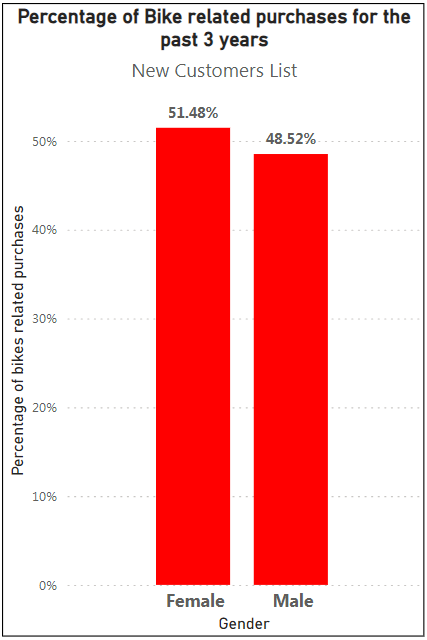 Percentage of Bike related purchases for the
past 3 years
New Customers List
Percentage of bikes related purchases
50%
40%
30%
20%
10%
0%
51.48%
48.52%
Female
Male
Gender